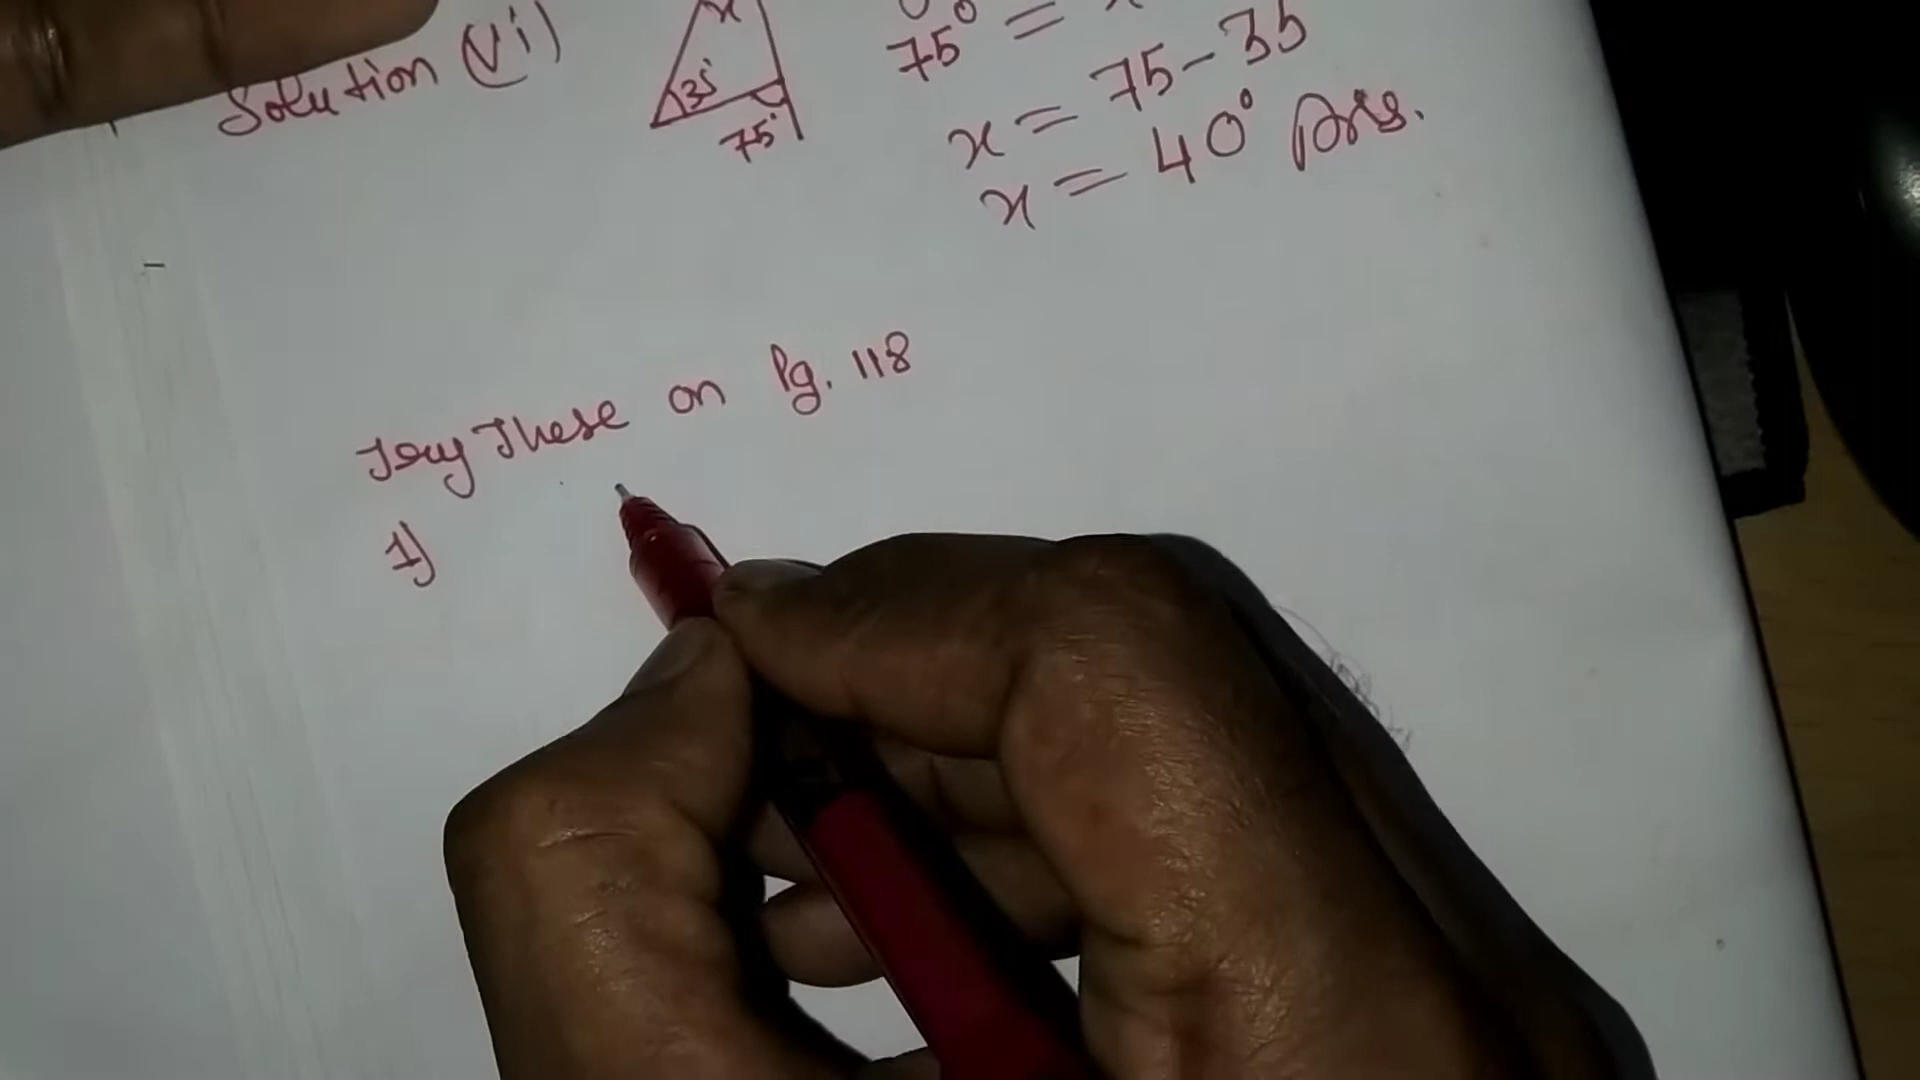 Solution (vi)
x
35°
75°
75° =
x = 75 - 35
x = 40° Ans.
Try These on Pg. 118
1)